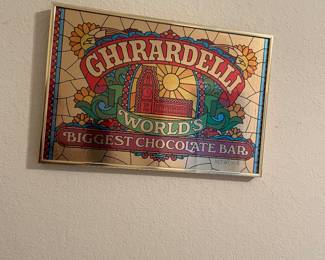 GHIRARDELLI
WORLD'S
BIGGEST CHOCOLATE BAR